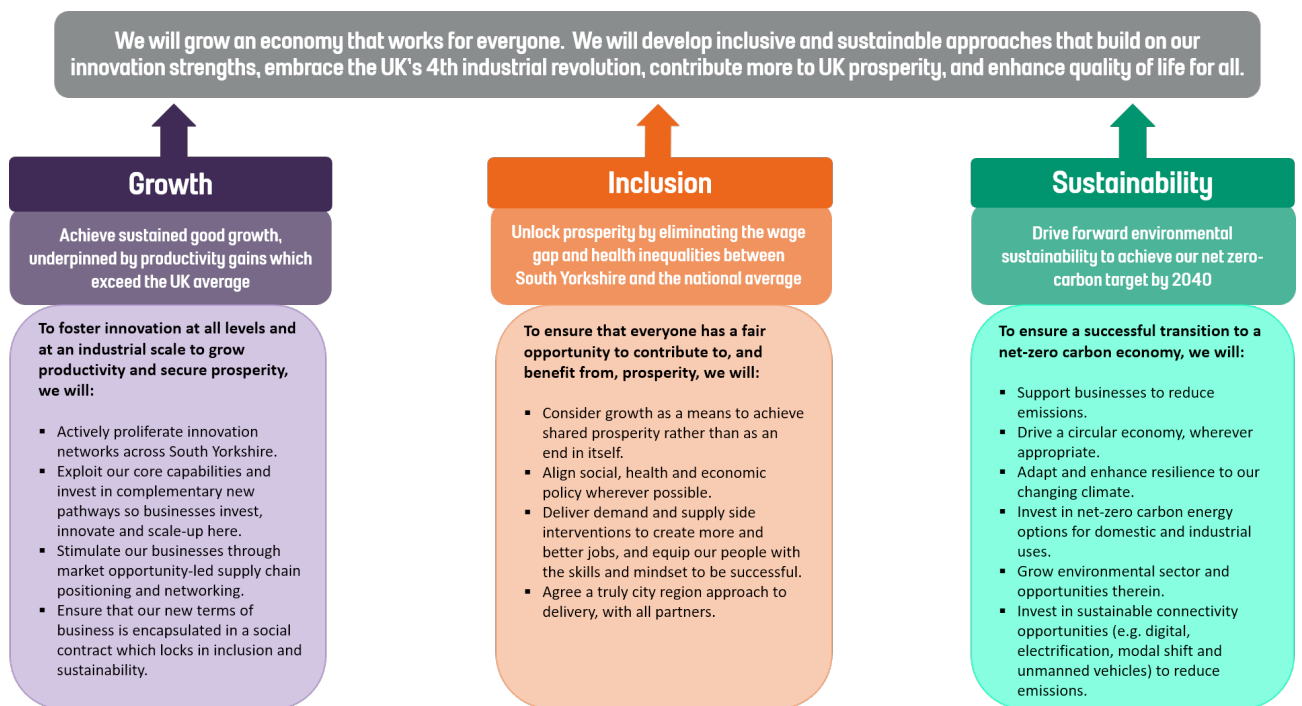 We will grow an economy that works for everyone.  We will develop inclusive and sustainable approaches that build on our
innovation strengths, embrace the UK's 4th industrial revolution, contribute more to UK prosperity, and enhance quality of life for all.
Growth
Achieve sustained good growth,
underpinned by productivity gains which
exceed the UK average
To foster innovation at all levels and
at an industrial scale to grow
productivity and secure prosperity,
we will:
▪ Actively proliferate innovation
networks across South Yorkshire.
▪ Exploit our core capabilities and
invest in complementary new
pathways so businesses invest,
innovate and scale-up here.
▪ Stimulate our businesses through
market opportunity-led supply chain
positioning and networking.
▪ Ensure that our new terms of
business is encapsulated in a social
contract which locks in inclusion and
sustainability.
Inclusion
Unlock prosperity by eliminating the wage
gap and health inequalities between
South Yorkshire and the national average
To ensure that everyone has a fair
opportunity to contribute to, and
benefit from, prosperity, we will:
▪ Consider growth as a means to achieve
shared prosperity rather than as an
end in itself.
▪ Align social, health and economic
policy wherever possible.
▪ Deliver demand and supply side
interventions to create more and
better jobs, and equip our people with
the skills and mindset to be successful.
▪ Agree a truly city region approach to
delivery, with all partners.
Sustainability
Drive forward environmental
sustainability to achieve our net zero-
carbon target by 2040
To ensure a successful transition to a
net-zero carbon economy, we will:
▪ Support businesses to reduce
emissions.
▪ Drive a circular economy, wherever
appropriate.
▪ Adapt and enhance resilience to our
changing climate.
▪ Invest in net-zero carbon energy
options for domestic and industrial
uses.
▪ Grow environmental sector and
opportunities therein.
▪ Invest in sustainable connectivity
opportunities (e.g. digital,
electrification, modal shift and
unmanned vehicles) to reduce
emissions.